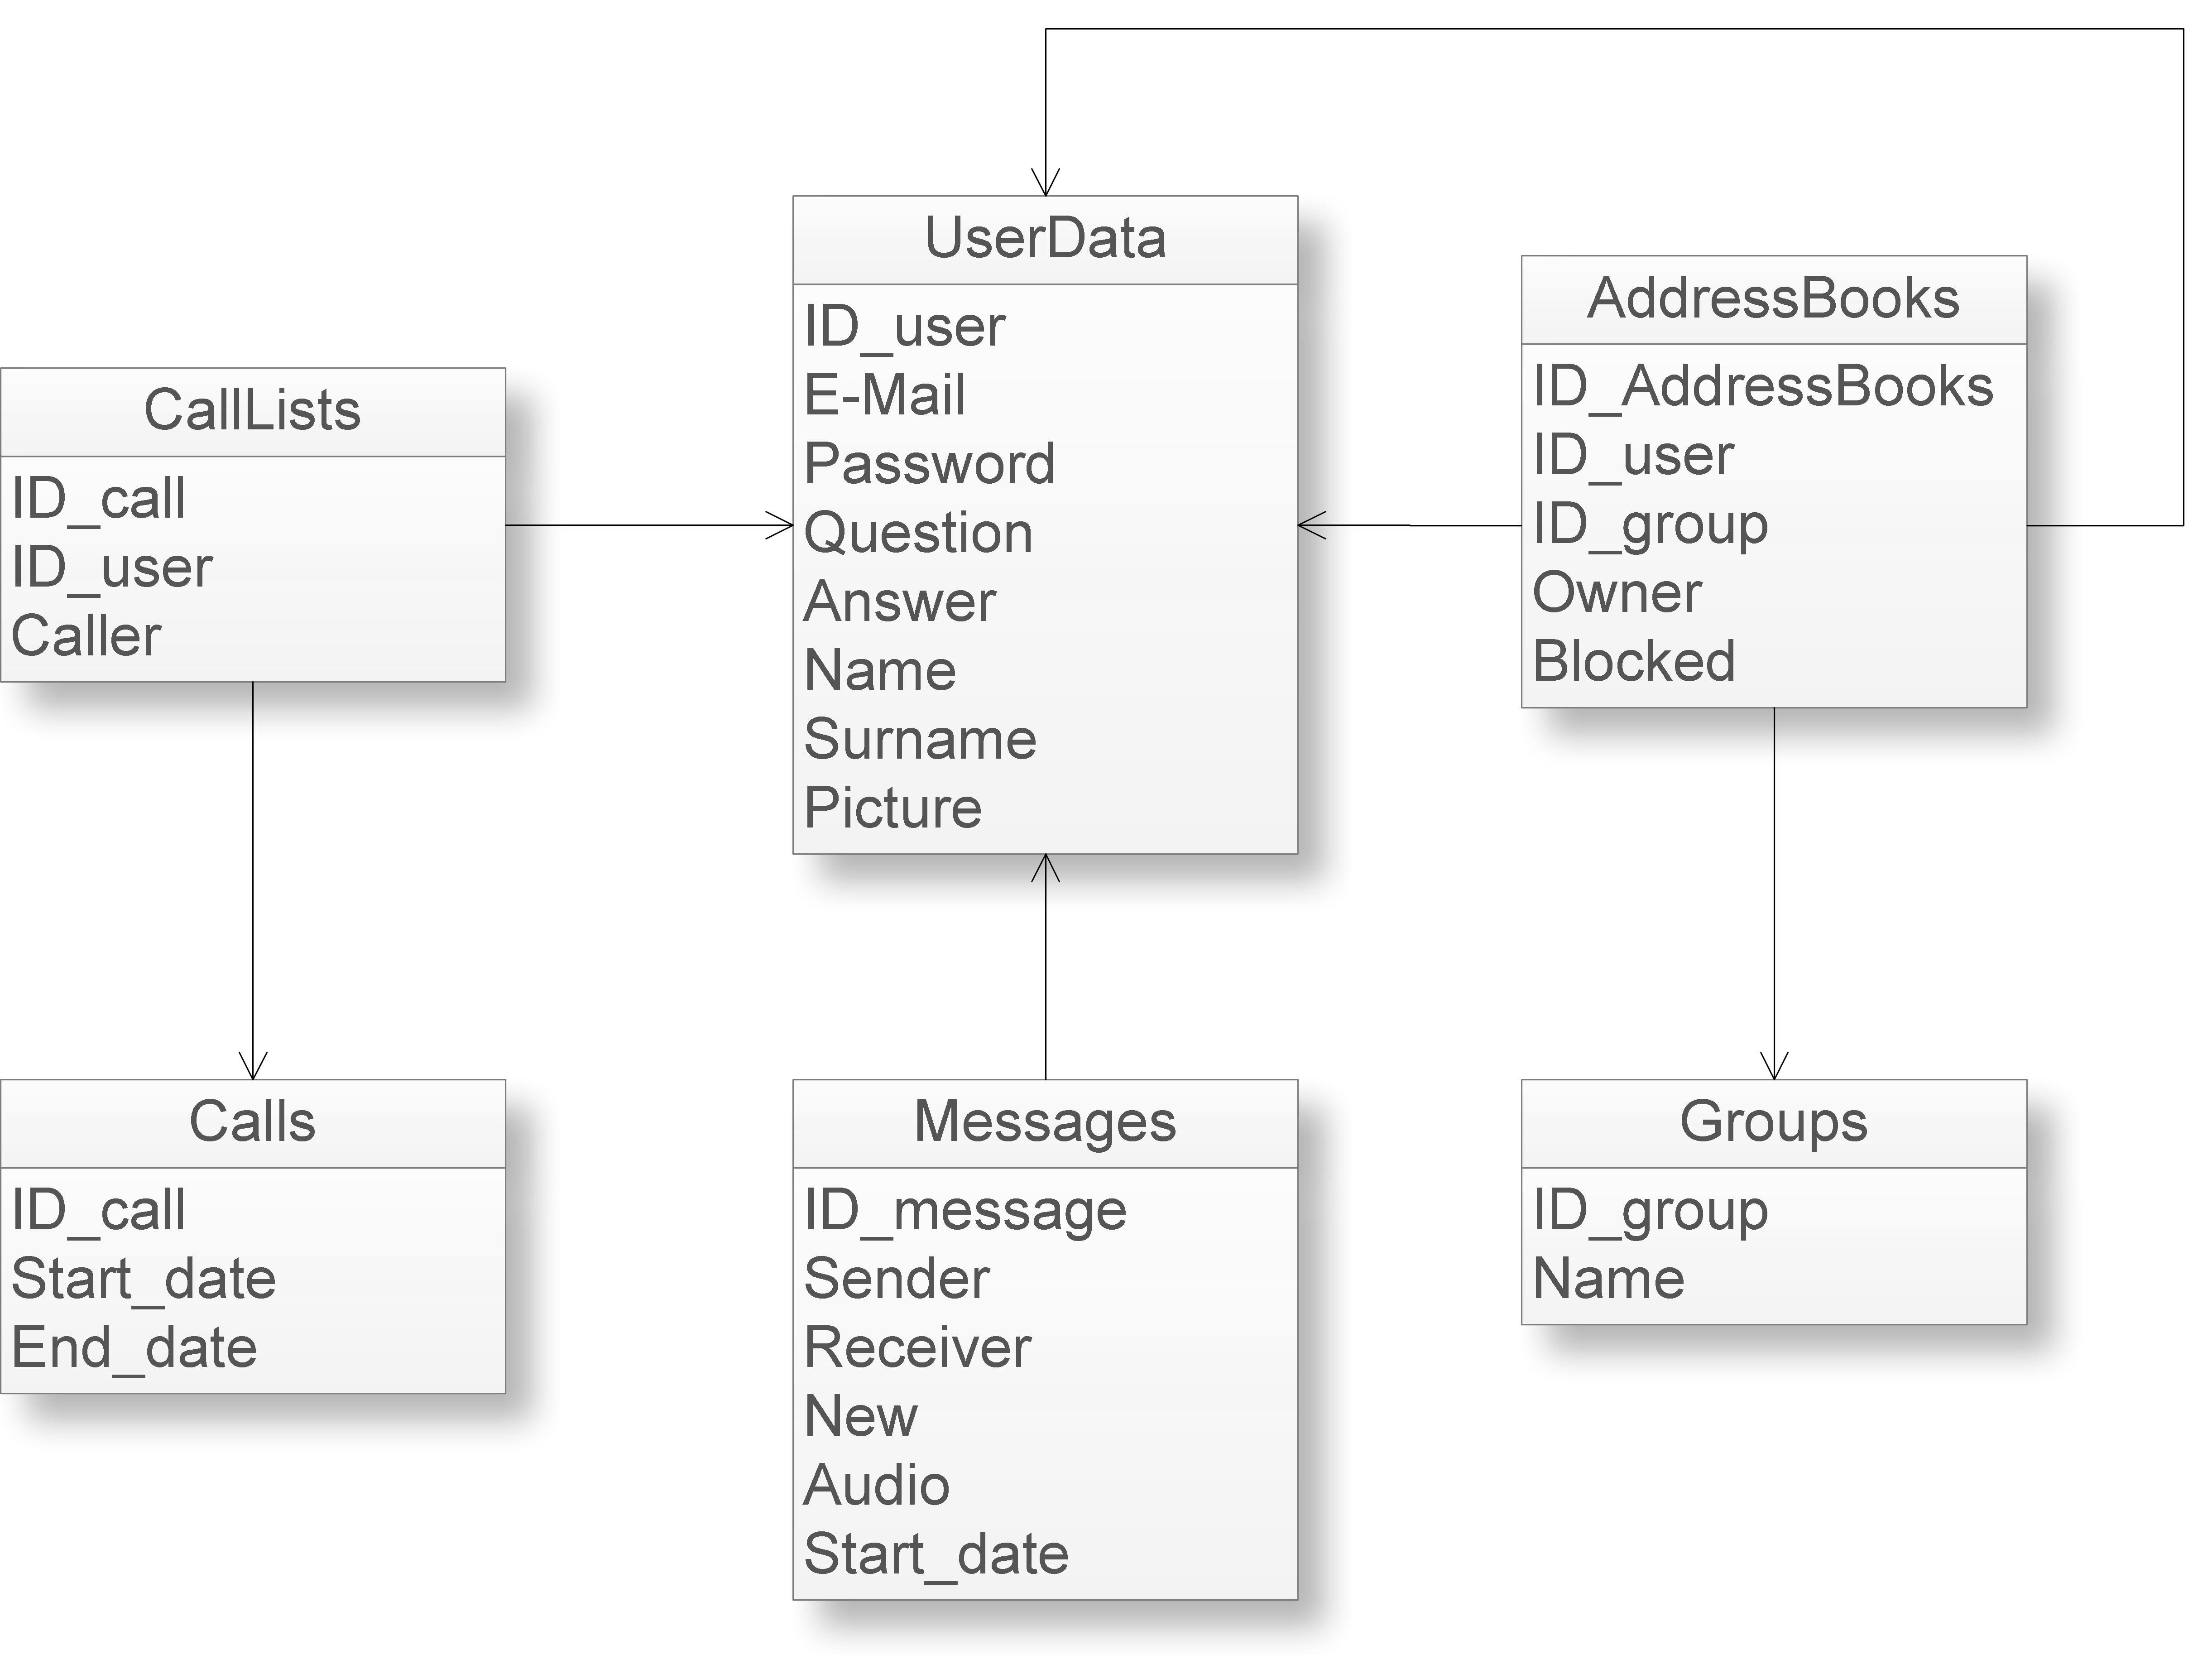 UserData
ID_user
E-Mail
Password
Question
Answer
Name
Surname
Picture
AddressBooks
ID_AddressBooks
ID_user
ID_group
Owner
Blocked
CallLists
ID_call
ID_user
Caller
Calls
ID_call
Start_date
End_date
Messages
ID_message
Sender
Receiver
New
Audio
Start_date
Groups
ID_group
Name